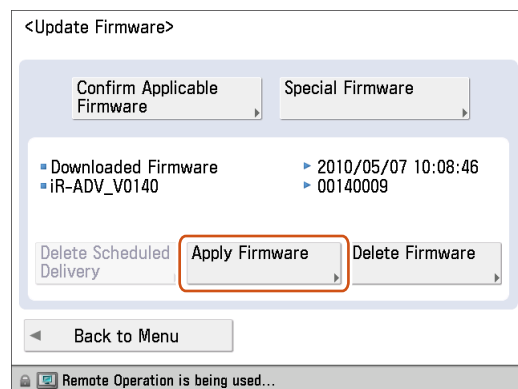 <Update Firmware>
Confirm Applicable
Firmware
Special Firmware
Downloaded Firmware
2010/05/07 10:08:46
iR-ADV_V0140
00140009
Delete Scheduled
Delivery
Apply Firmware
Delete Firmware
Back to Menu
Remote Operation is being used...